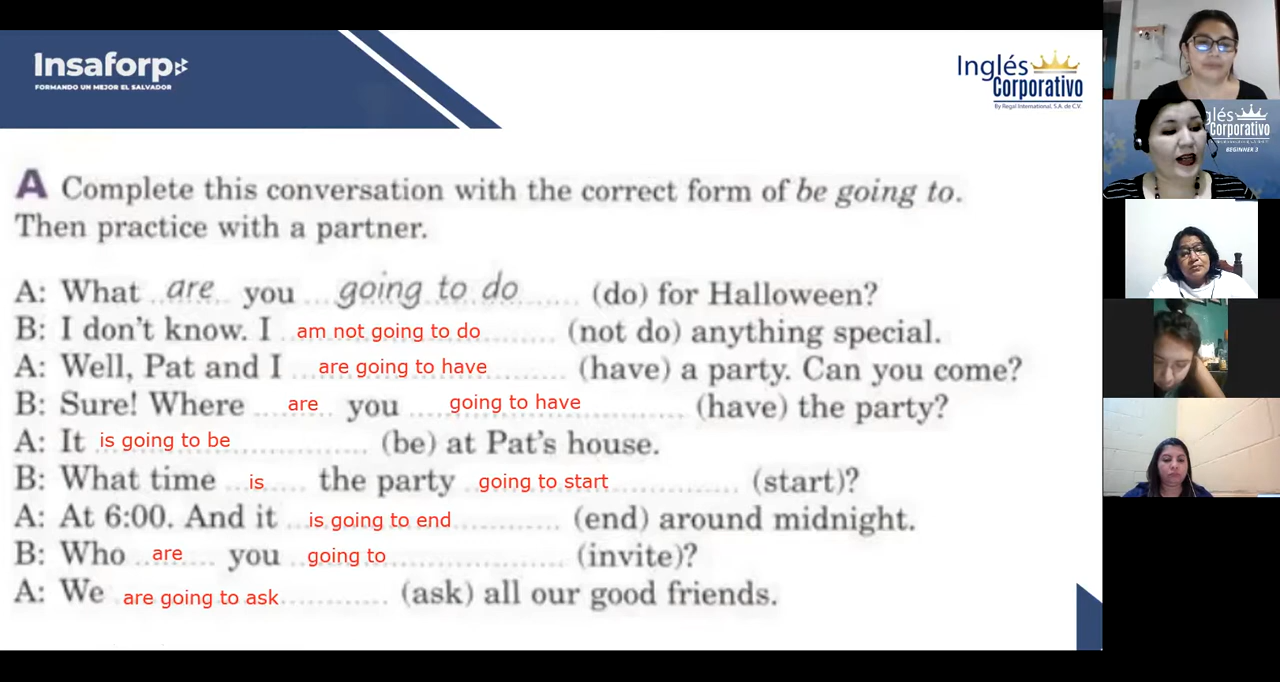 Insaforp
FORMANDO UN MEJOR EL SALVADOR
Inglés
Corporativo
By Regal International, S.A. de C.V.
A Complete this conversation with the correct form of be going to.
Then practice with a partner.
A: What are you going to do (do) for Halloween?
B: I don't know. I am not going to do (not do) anything special.
A: Well, Pat and I are going to have (have) a party. Can you come?
B: Sure! Where are you going to have (have) the party?
A: It is going to be (be) at Pat's house.
B: What time is the party going to start (start)?
A: At 6:00. And it is going to end (end) around midnight.
B: Who are you going to (invite)?
A: We are going to ask (ask) all our good friends.
glés
Corporativo
BEGINNER 3